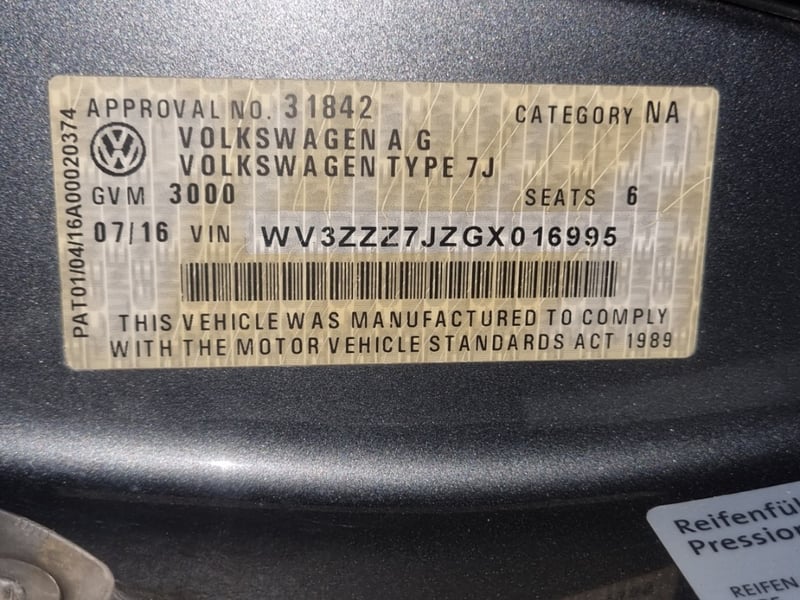 APPROVAL NO. 31842 CATEGORY NA
VOLKSWAGEN A G
VOLKSWAGEN TYPE 7J
GVM 3000 SEATS 6
07/16 VIN WV3ZZZ7JZGX016995
THIS VEHICLE WAS MANUFACTURED TO COMPLY
WITH THE MOTOR VEHICLE STANDARDS ACT 1989
PAT01/04/16A00020374
Reifenfül
Pression
REIFEN